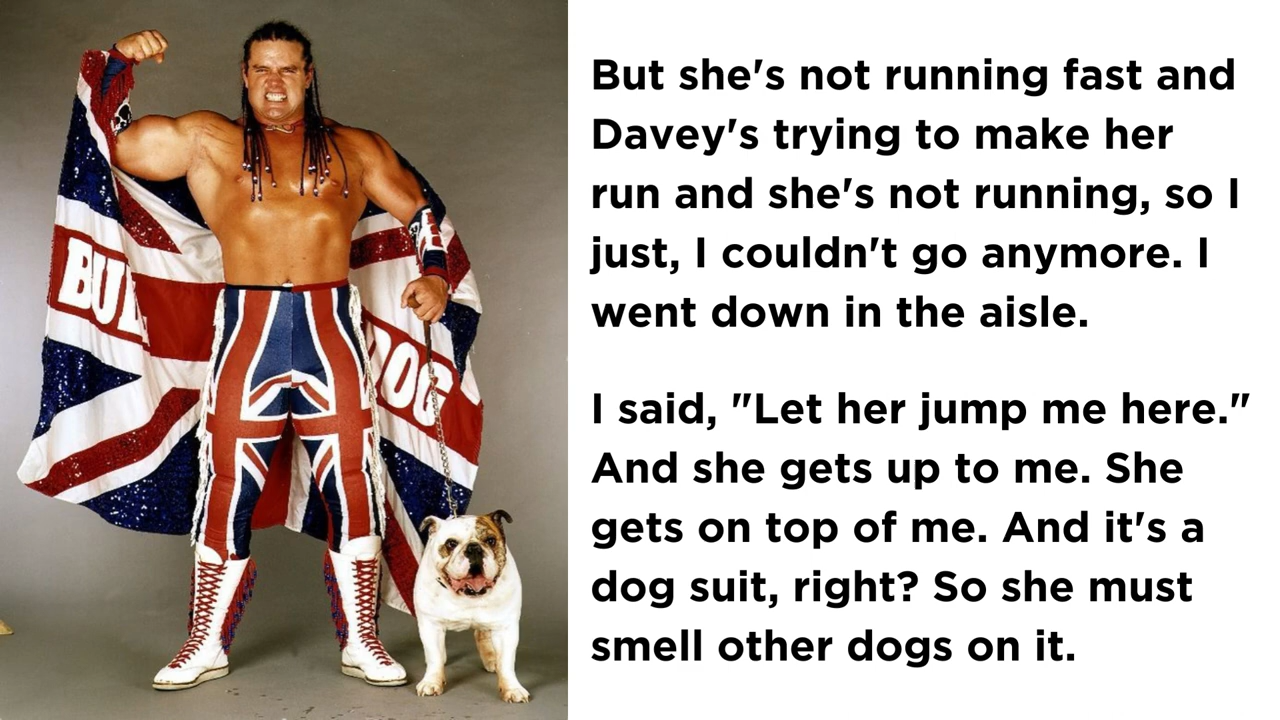 BUL
DOG
But she's not running fast and
Davey's trying to make her
run and she's not running, so I
just, I couldn't go anymore. I
went down in the aisle.
I said, "Let her jump me here."
And she gets up to me. She
gets on top of me. And it's a
dog suit, right? So she must
smell other dogs on it.